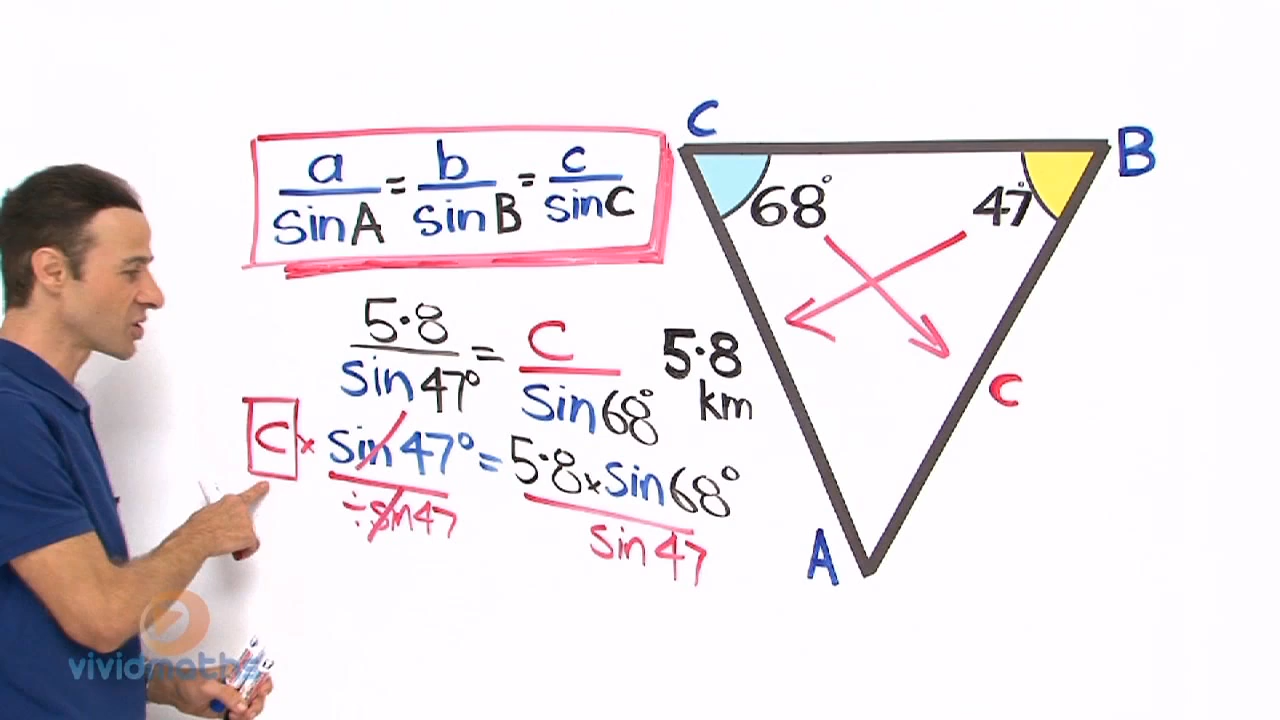 a/sinA = b/sinB = c/sinC
5·8/sin47° = c/sin68°
c × sin47° = 5·8×sin68°
÷sin47 sin47
C
B
68°
47°
5·8
km
c
A
vividmaths